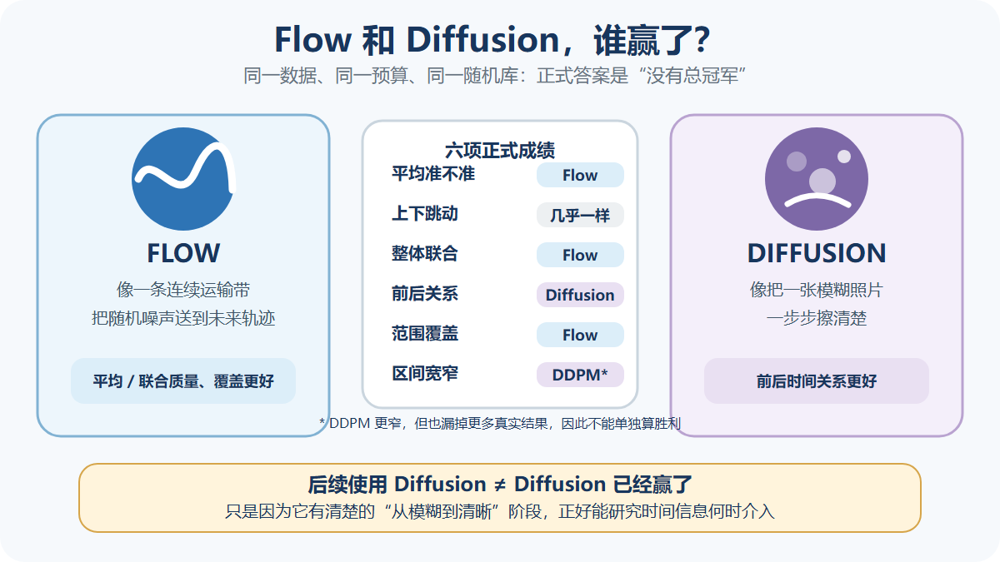 Flow 和 Diffusion，谁赢了？
同一数据、同一预算、同一随机库：正式答案是“没有总冠军”
FLOW
像一条连续运输带
把随机噪声送到未来轨迹
平均 / 联合质量、覆盖更好
六项正式成绩
平均准不准 Flow
上下跳动 几乎一样
整体联合 Flow
前后关系 Diffusion
范围覆盖 Flow
区间宽窄 DDPM*
* DDPM 更窄，但也漏掉更多真实结果，因此不能单独算胜利
DIFFUSION
像把一张模糊照片
一步步擦清楚
前后时间关系更好
后续使用 Diffusion ≠ Diffusion 已经赢了
只是因为它有清楚的“从模糊到清晰”阶段，正好能研究时间信息何时介入